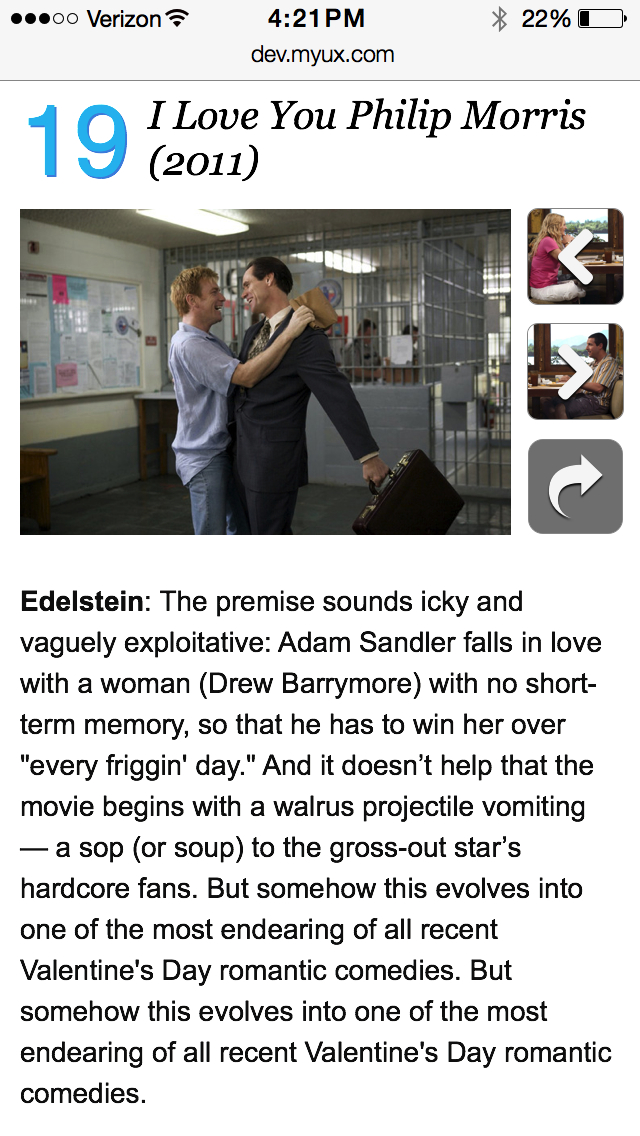 Verizon 4:21PM 22%
dev.myux.com
19 I Love You Philip Morris
(2011)
Edelstein: The premise sounds icky and
vaguely exploitative: Adam Sandler falls in love
with a woman (Drew Barrymore) with no short-
term memory, so that he has to win her over
"every friggin' day." And it doesn’t help that the
movie begins with a walrus projectile vomiting
— a sop (or soup) to the gross-out star’s
hardcore fans. But somehow this evolves into
one of the most endearing of all recent
Valentine's Day romantic comedies. But
somehow this evolves into one of the most
endearing of all recent Valentine's Day romantic
comedies.